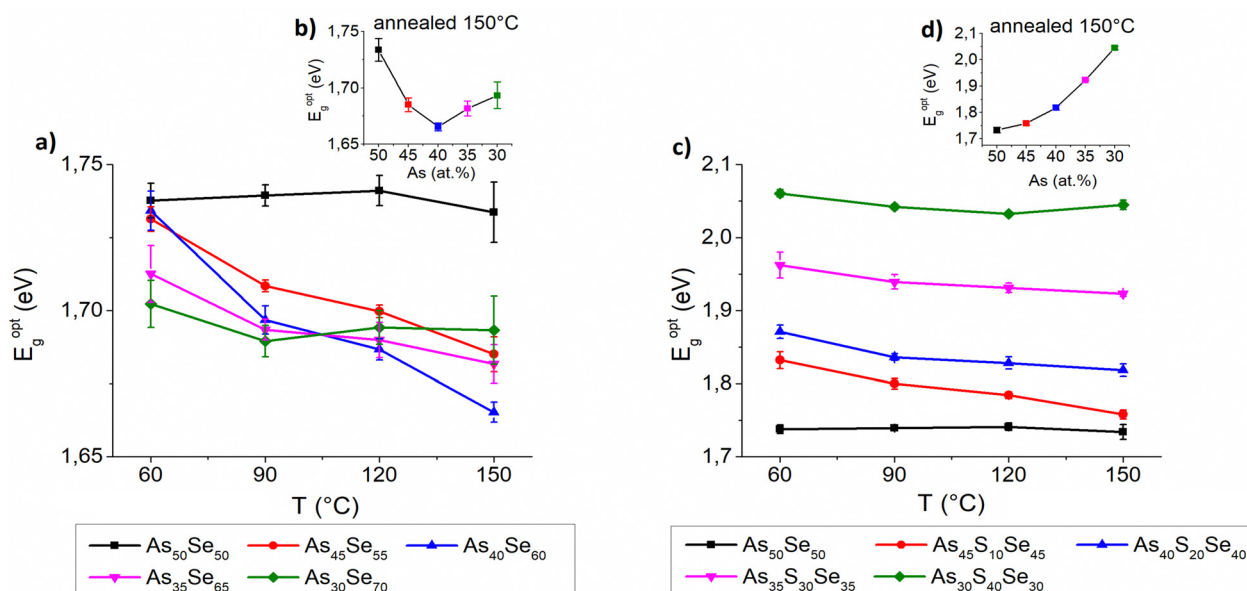 b)
annealed 150°C
1,75
1,70
1,65
E_g^opt (eV)
50 45 40 35 30
As (at.%)
d)
annealed 150°C
2,1
2,0
1,9
1,8
1,7
E_g^opt (eV)
50 45 40 35 30
As (at.%)
a)
1,75
1,70
1,65
E_g^opt (eV)
60 90 120 150
T (°C)
As₅₀Se₅₀ As₄₅Se₅₅ As₄₀Se₆₀
As₃₅Se₆₅ As₃₀Se₇₀
c)
2,1
2,0
1,9
1,8
1,7
E_g^opt (eV)
60 90 120 150
T (°C)
As₅₀Se₅₀ As₄₅S₁₀Se₄₅ As₄₀S₂₀Se₄₀
As₃₅S₃₀Se₃₅ As₃₀S₄₀Se₃₀